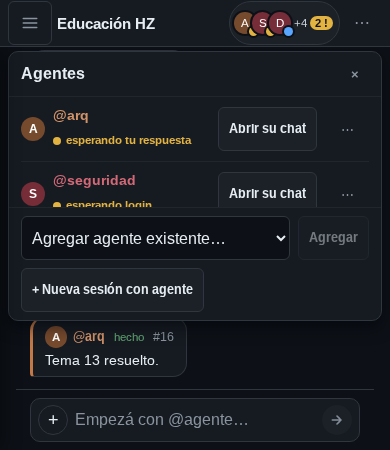 Educación HZ
A S D +4 2 !
Agentes
×
A @arq
esperando tu respuesta
Abrir su chat
S @seguridad
esperando login
Abrir su chat
Agregar agente existente…
Agregar
+ Nueva sesión con agente
A @arq hecho #16
Tema 13 resuelto.
+ Empezá con @agente…